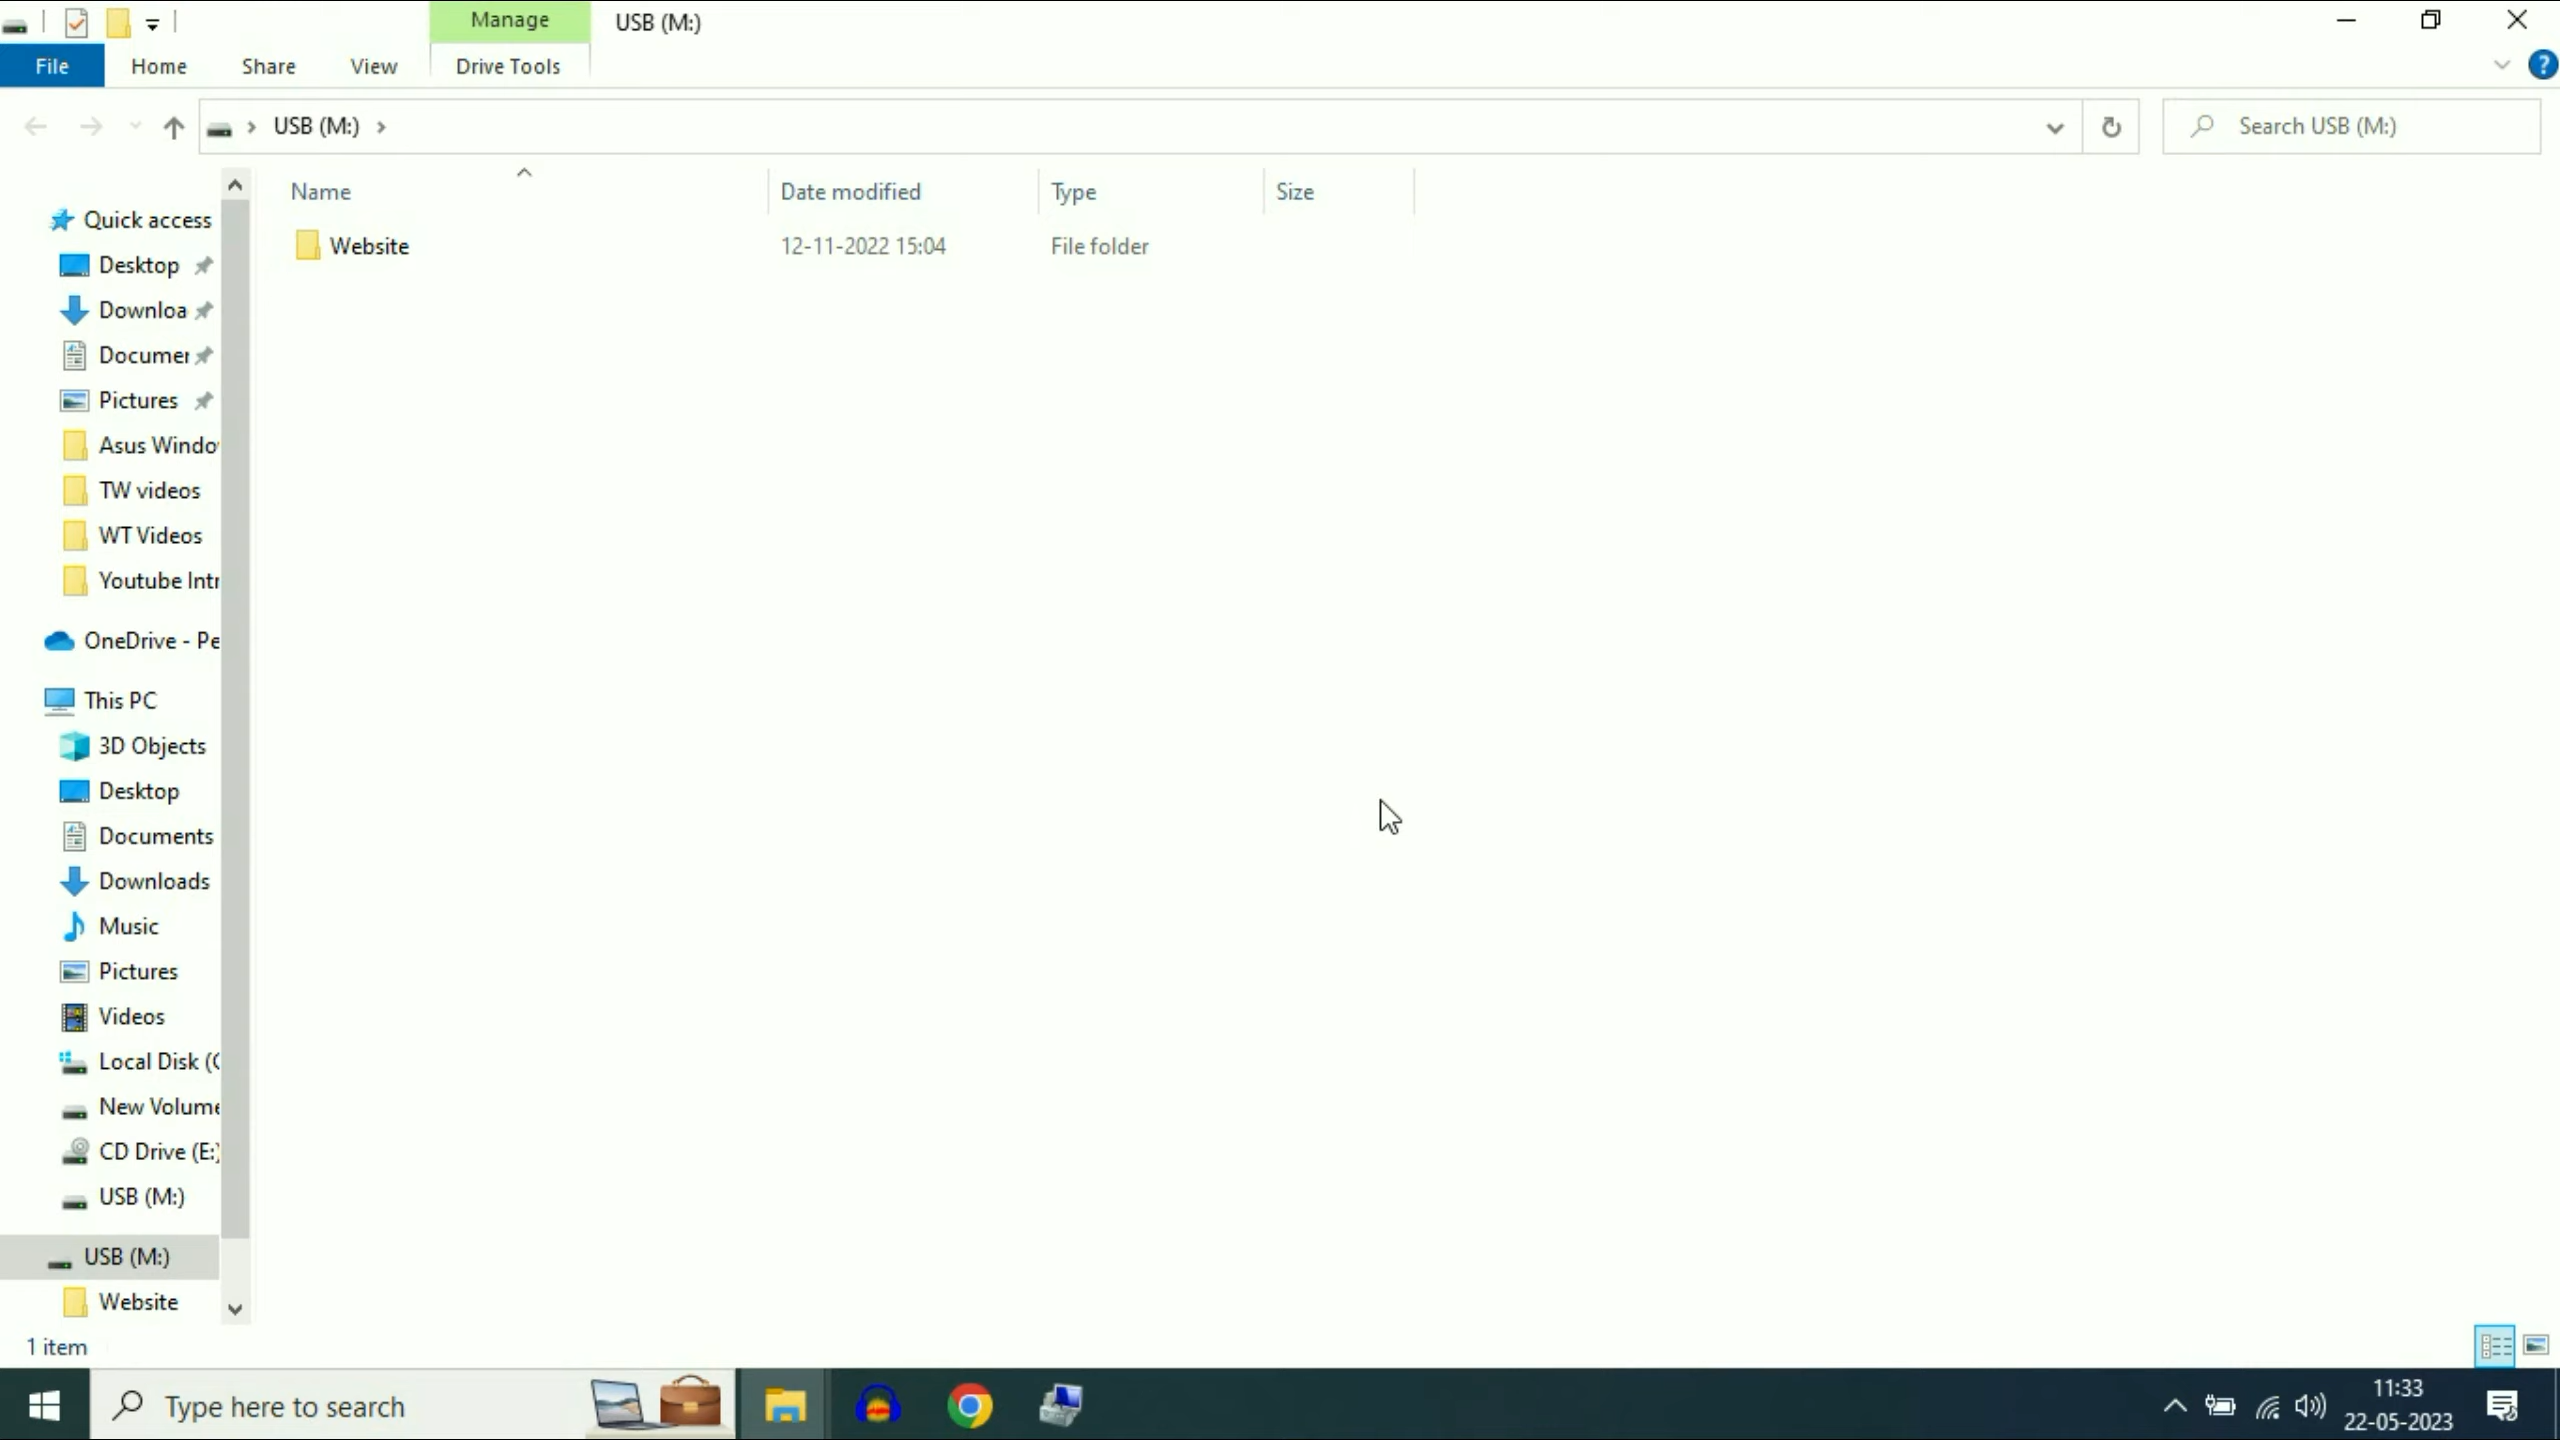 Manage
USB (M:)
File
Home
Share
View
Drive Tools
?
USB (M:)
Search USB (M:)
Name
Date modified
Type
Size
Website
12-11-2022 15:04
File folder
Quick access
Desktop
Downloa
Documer
Pictures
Asus Windo
TW videos
WT Videos
Youtube Intr
OneDrive - Pe
This PC
3D Objects
Desktop
Documents
Downloads
Music
Pictures
Videos
Local Disk (C
New Volume
CD Drive (E:)
USB (M:)
USB (M:)
Website
1 item
Type here to search
11:33
22-05-2023